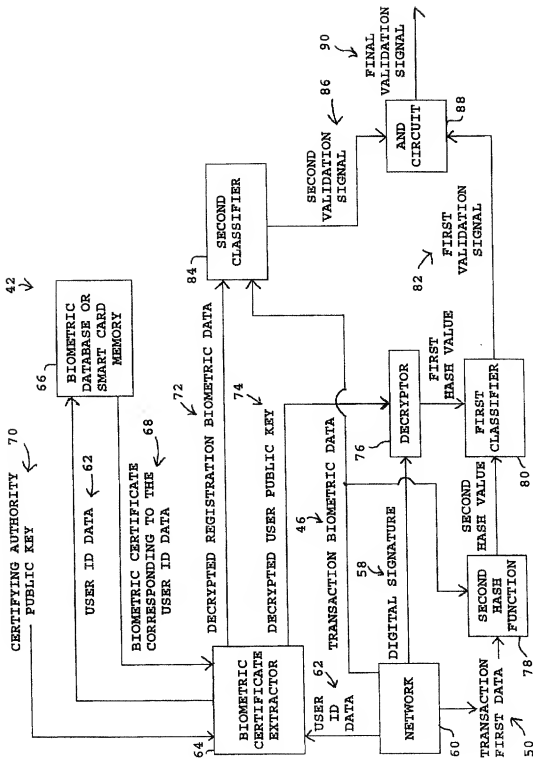 42
CERTIFYING AUTHORITY
PUBLIC KEY
70
USER ID DATA
62
66
BIOMETRIC
DATABASE OR
SMART CARD
MEMORY
BIOMETRIC CERTIFICATE
CORRESPONDING TO THE
USER ID DATA
68
64
BIOMETRIC
CERTIFICATE
EXTRACTOR
DECRYPTED REGISTRATION BIOMETRIC DATA
72
DECRYPTED USER PUBLIC KEY
74
84
SECOND
CLASSIFIER
SECOND
VALIDATION
SIGNAL
86
90
FINAL
VALIDATION
SIGNAL
AND
CIRCUIT
88
USER
ID
DATA
62
TRANSACTION BIOMETRIC DATA
46
DIGITAL SIGNATURE
58
76
DECRYPTOR
FIRST
HASH VALUE
82
FIRST
VALIDATION
SIGNAL
NETWORK
60
TRANSACTION
FIRST DATA
50
SECOND
HASH
FUNCTION
78
SECOND
HASH VALUE
FIRST
CLASSIFIER
80